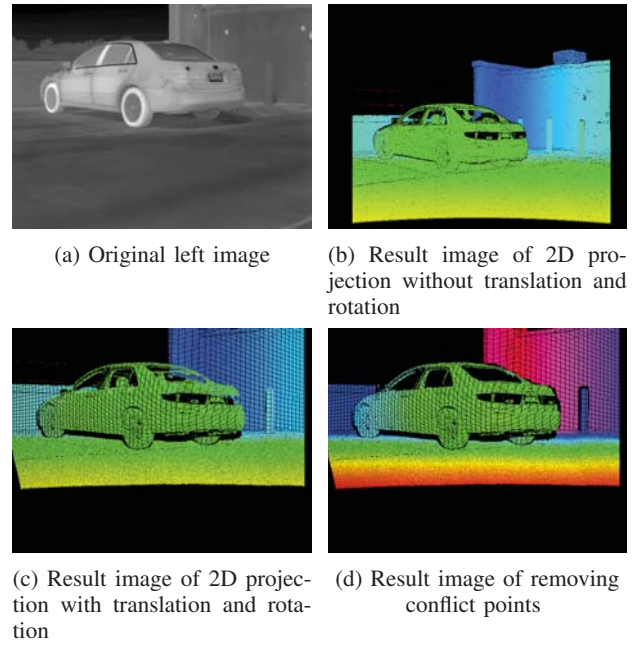 (a) Original left image
(b) Result image of 2D pro-
jection without translation and
rotation
(c) Result image of 2D projec-
tion with translation and rota-
tion
(d) Result image of removing
conflict points